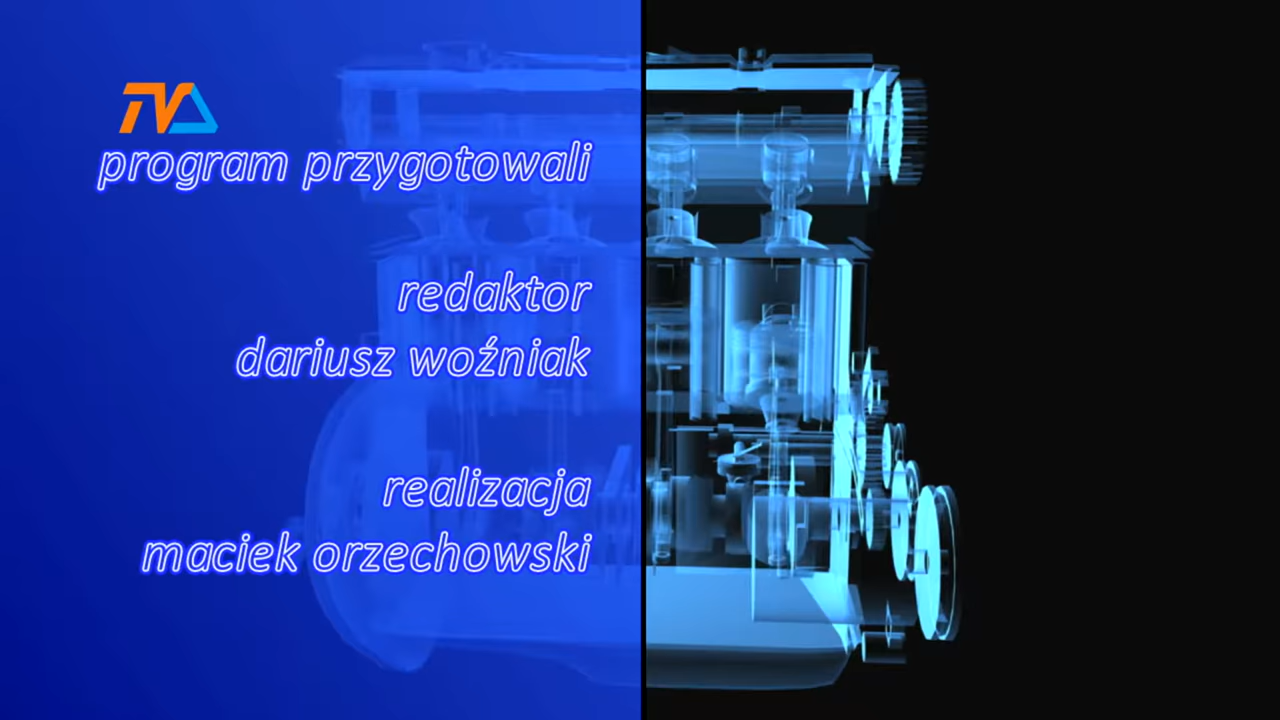 TVA
program przygotowali
redaktor
dariusz woźniak
realizacja
maciek orzechowski